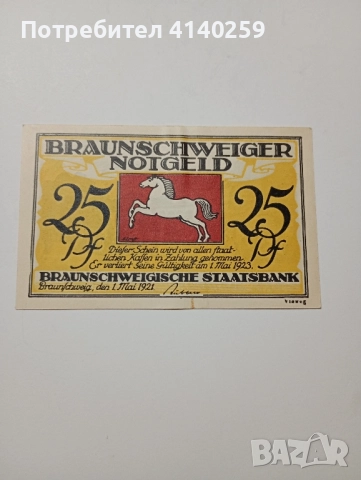 Потребител 4140259
BRAUNSCHWEIGER
NOTGELD
25 Pf
25 Pf
Dieser Schein wird von allen staat-
lichen Kassen in Zahlung genommen.
Er verliert seine Gültigkeit am 1 Mai 1923.
BRAUNSCHWEIGISCHE STAATSBANK
Braunschweig, den 1. Mai 1921.
VIEWEG
BAZAR